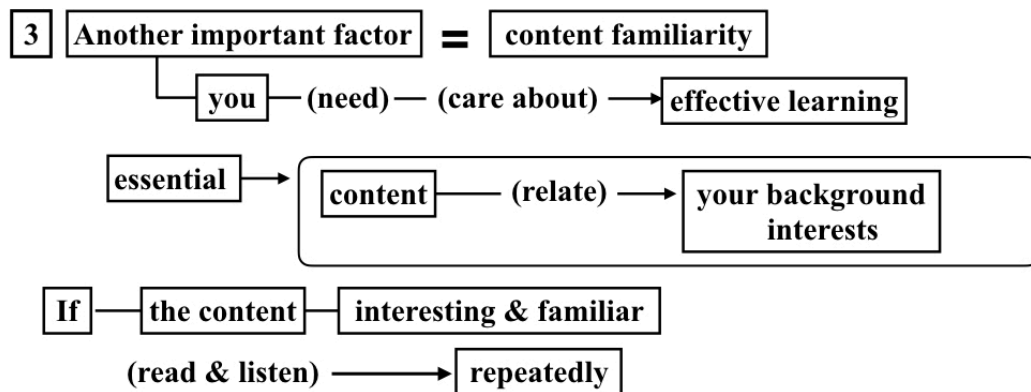 3 Another important factor = content familiarity
you (need) (care about) effective learning
essential
content (relate) your background
interests
If the content interesting & familiar
(read & listen) repeatedly